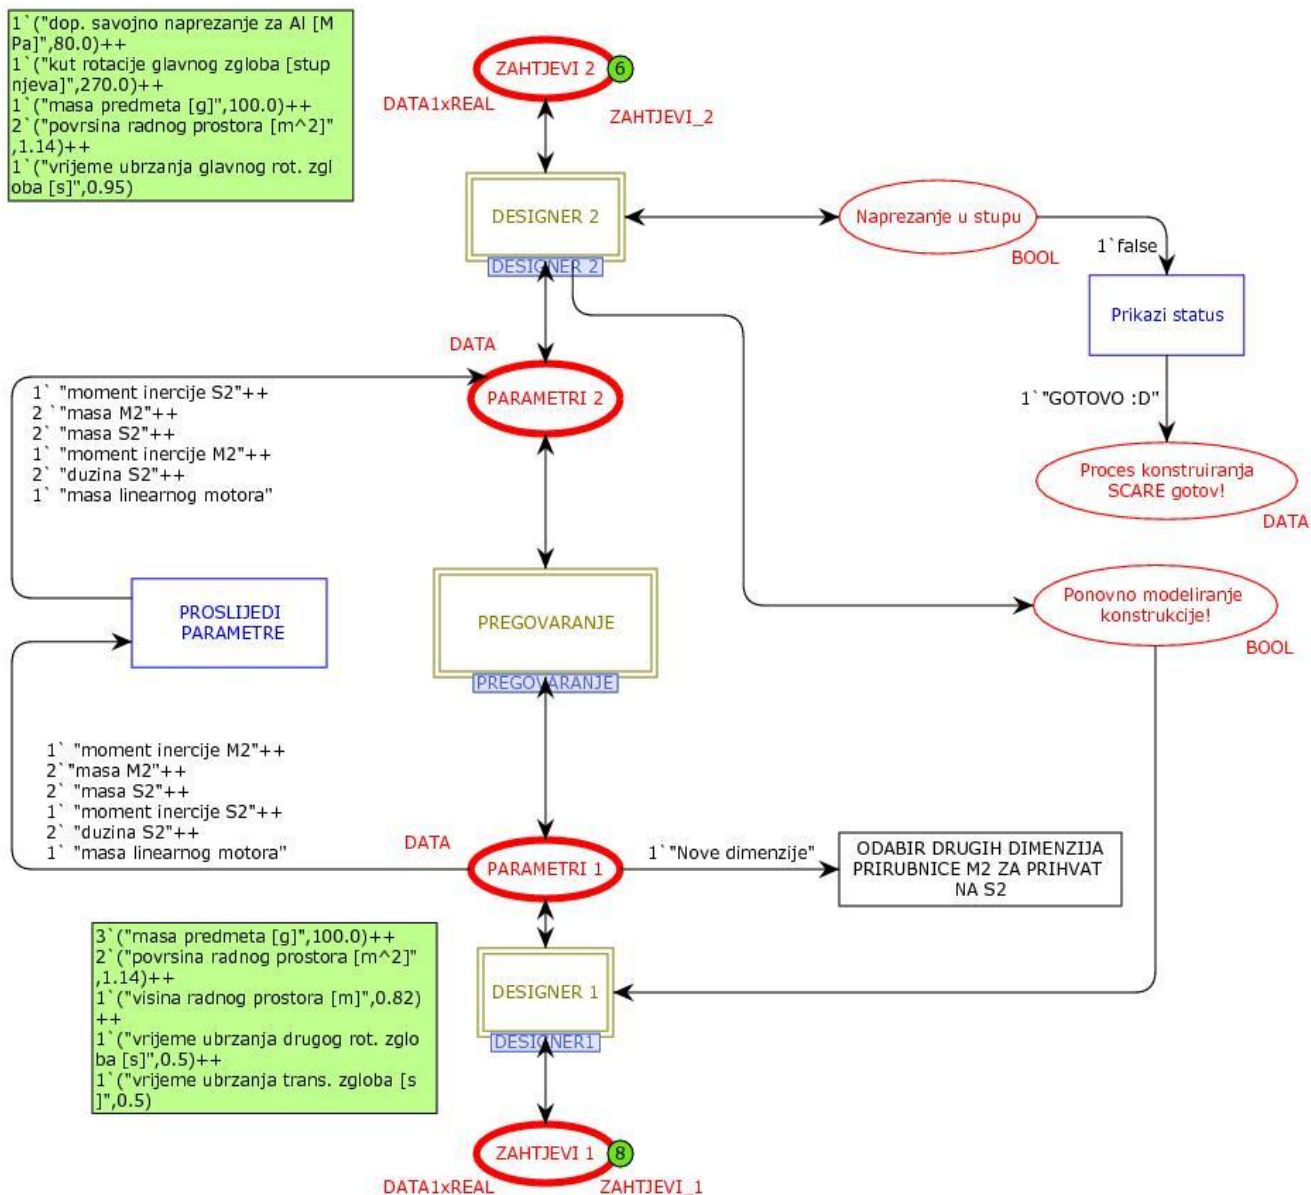 1`("dop. savojno naprezanje za Al [M
Pa]",80.0)++
1`("kut rotacije glavnog zgloba [stup
njeva]",270.0)++
1`("masa predmeta [g]",100.0)++
2`("povrsina radnog prostora [m^2]"
,1.14)++
1`("vrijeme ubrzanja glavnog rot. zgl
oba [s]",0.95)
ZAHTJEVI 2
6
DATA1xREAL
ZAHTJEVI_2
DESIGNER 2
DESIGNER 2
Naprezanje u stupu
BOOL
1`false
Prikazi status
1`"GOTOVO :D"
Proces konstruiranja
SCARE gotov!
DATA
DATA
PARAMETRI 2
1` "moment inercije S2"++
2 `"masa M2"++
2` "masa S2"++
1` "moment inercije M2"++
2` "duzina S2"++
1` "masa linearnog motora"
PROSLIJEDI
PARAMETRE
PREGOVARANJE
PREGOVARANJE
Ponovno modeliranje
konstrukcije!
BOOL
1` "moment inercije M2"++
2`"masa M2"++
2` "masa S2"++
1` "moment inercije S2"++
2` "duzina S2"++
1` "masa linearnog motora"
DATA
PARAMETRI 1
1`"Nove dimenzije"
ODABIR DRUGIH DIMENZIJA
PRIRUBNICE M2 ZA PRIHVAT
NA S2
3`("masa predmeta [g]",100.0)++
2`("povrsina radnog prostora [m^2]"
,1.14)++
1`("visina radnog prostora [m]",0.82)
++
1`("vrijeme ubrzanja drugog rot. zglo
ba [s]",0.5)++
1`("vrijeme ubrzanja trans. zgloba [s
]",0.5)
DESIGNER 1
DESIGNER1
ZAHTJEVI 1
8
DATA1xREAL
ZAHTJEVI_1